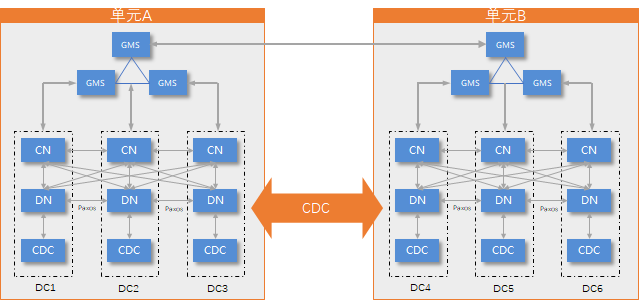 单元A
单元B
GMS
GMS
GMS GMS
GMS GMS
CN CN CN
CN CN CN
DN Paxos DN Paxos DN
CDC
DN Paxos DN Paxos DN
CDC CDC CDC
CDC CDC CDC
DC1 DC2 DC3
DC4 DC5 DC6